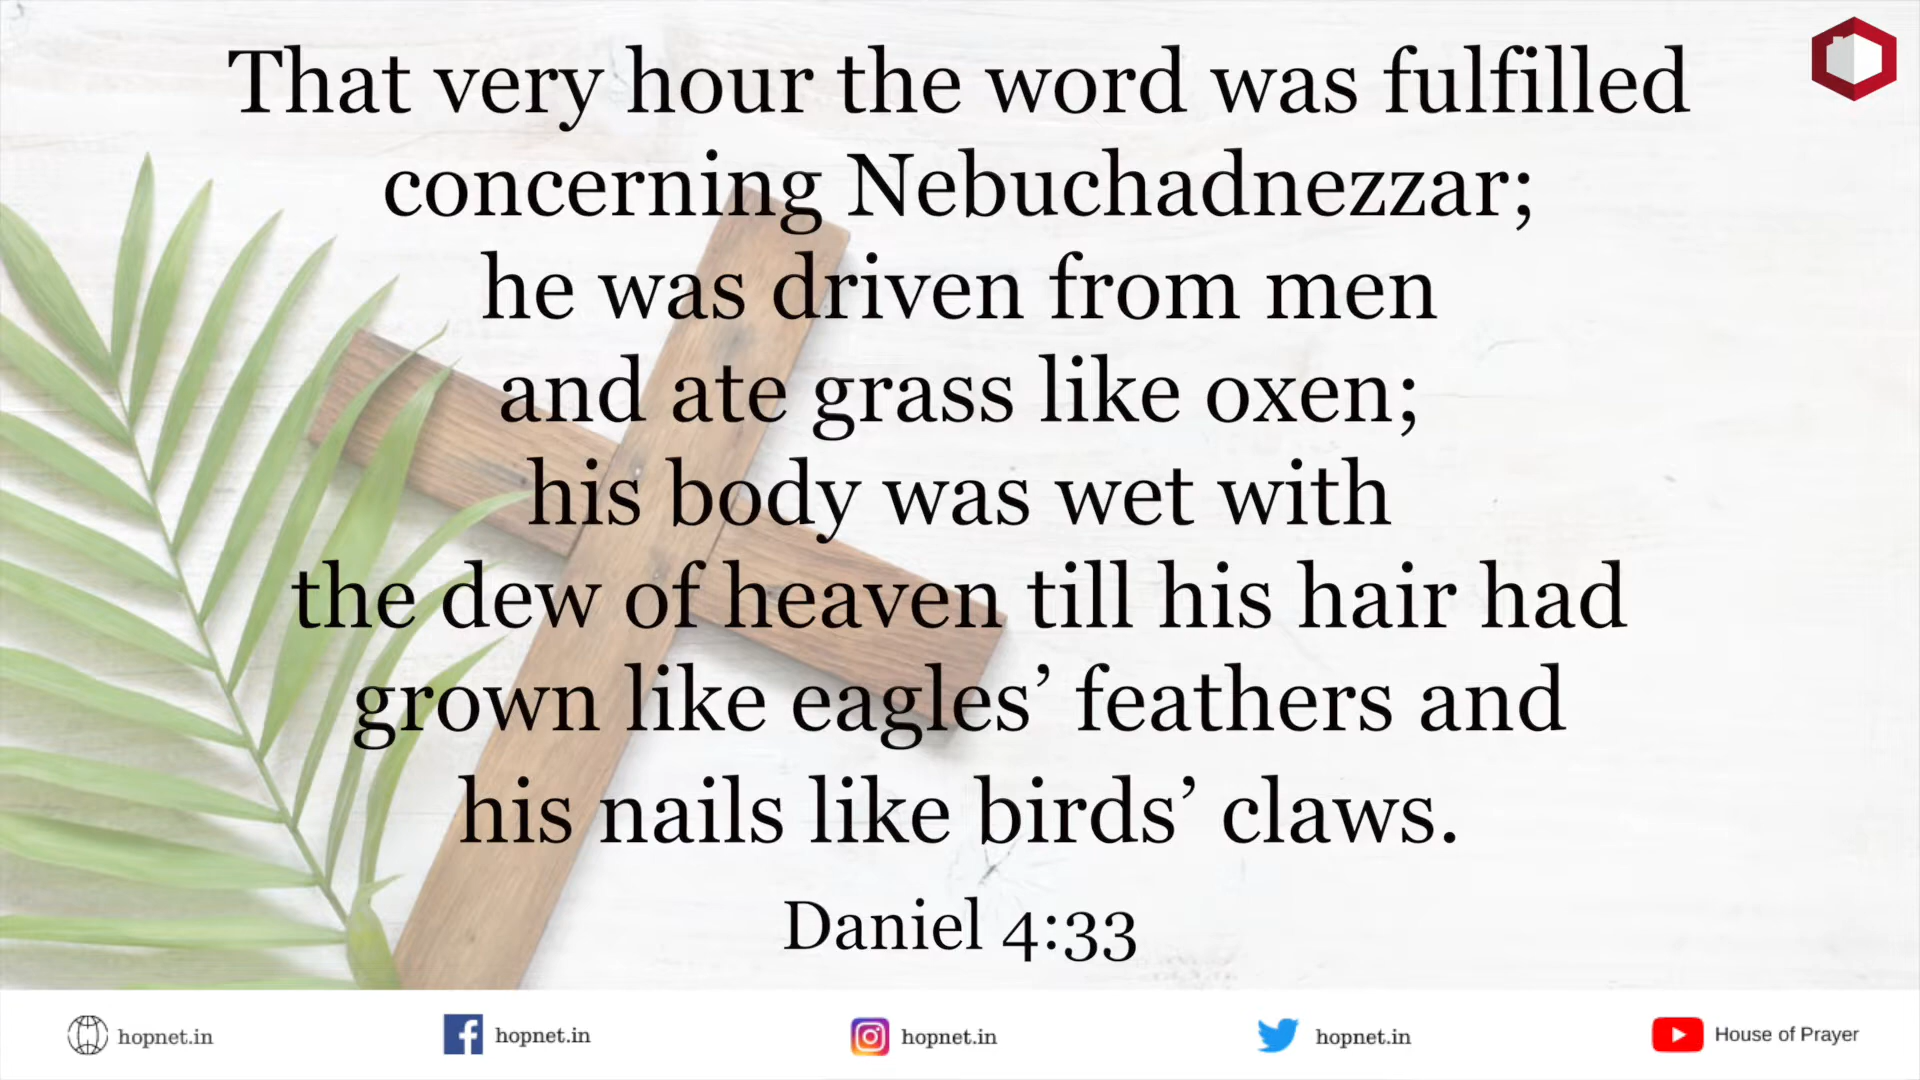 That very hour the word was fulfilled
concerning Nebuchadnezzar;
he was driven from men
and ate grass like oxen;
his body was wet with
the dew of heaven till his hair had
grown like eagles’ feathers and
his nails like birds’ claws.
Daniel 4:33
hopnet.in
hopnet.in
hopnet.in
hopnet.in
House of Prayer